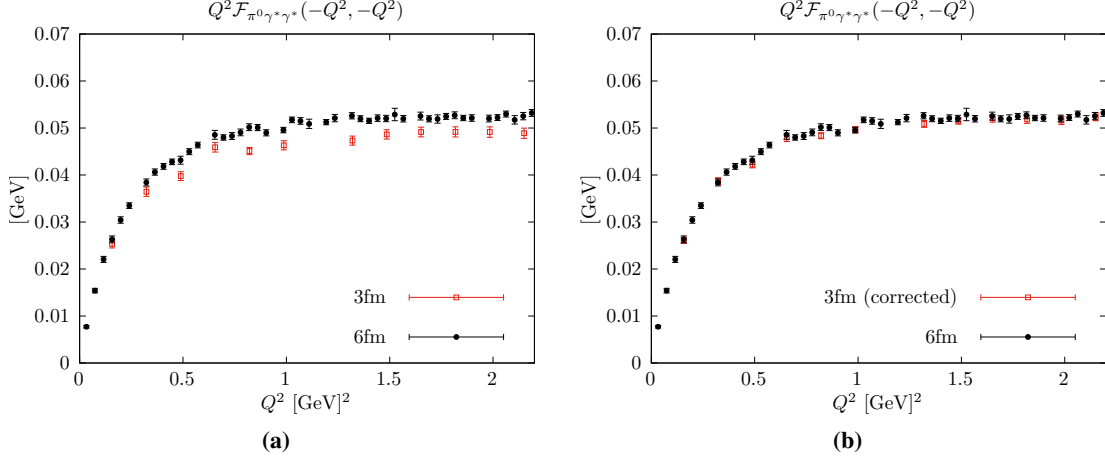 Q²ℱπ⁰γ*γ*(−Q², −Q²)
0.07
0.06
0.05
0.04
0.03
0.02
0.01
0
[GeV]
3fm
6fm
0 0.5 1 1.5 2
Q² [GeV]²
(a)
Q²ℱπ⁰γ*γ*(−Q², −Q²)
0.07
0.06
0.05
0.04
0.03
0.02
0.01
0
[GeV]
3fm (corrected)
6fm
0 0.5 1 1.5 2
Q² [GeV]²
(b)